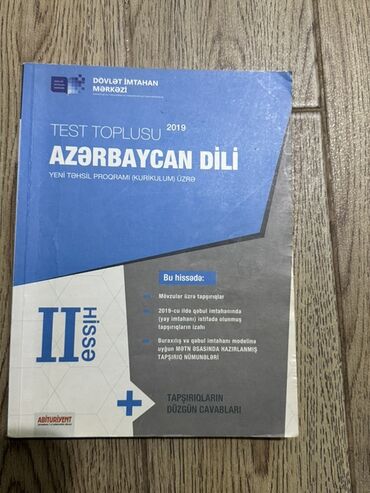 DÖVLƏT İMTAHAN
MƏRKƏZİ
TEST TOPLUSU 2019
AZƏRBAYCAN DİLİ
YENİ TƏHSİL PROQRAMI (KURİKULUM) ÜZRƏ
Bu hissədə:
Mövzular üzrə tapşırıqlar
2019-cu ildə qəbul imtahanında
(yay imtahanı) istifadə olunmuş
tapşırıqların izahı
Buraxılış və qəbul imtahanı modelinə
uyğun MƏTN ƏSASINDA HAZIRLANMIŞ
TAPŞIRIQ NÜMUNƏLƏRİ
II HİSSƏ
+ TAPŞIRIQLARIN
DÜZGÜN CAVABLARI
ABİTURİYENT